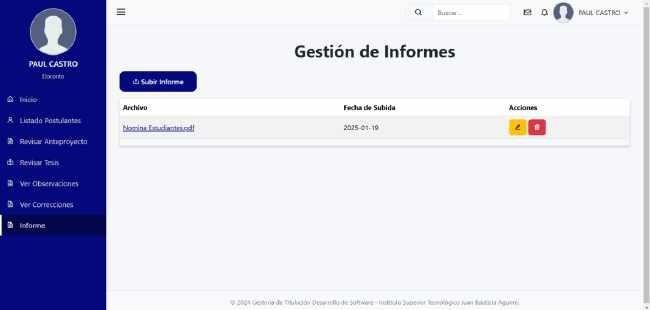 Buscar...
PAUL CASTRO
PAUL CASTRO
Docente
Inicio
Listado Postulantes
Revisar Anteproyecto
Revisar Tesis
Ver Observaciones
Ver Correcciones
Informe
Gestión de Informes
Subir Informe
Archivo Fecha de Subida Acciones
Nomina Estudiantes.pdf 2025-01-19
© 2024 Gestoria de Titulación Desarrollo de Software - Instituto Superior Tecnológico Juan Bautista Aguirre.